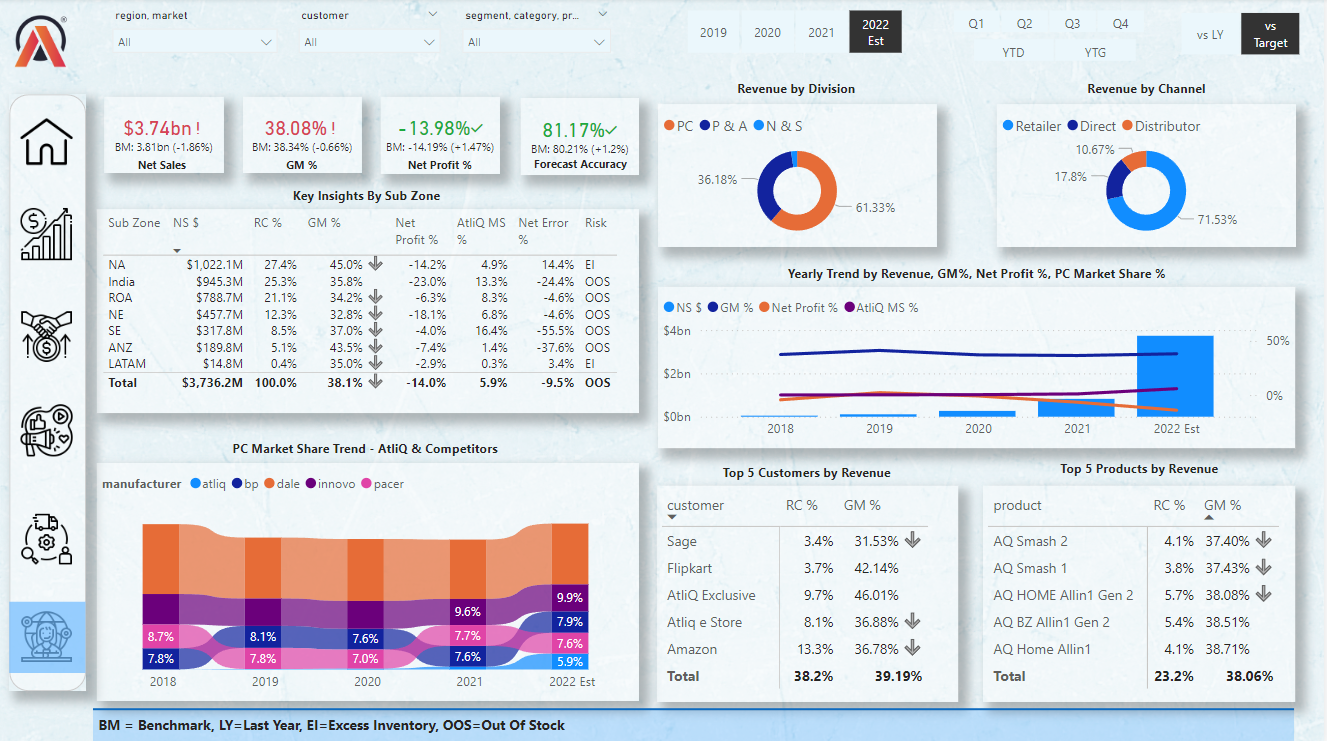 region, market
customer
segment, category, pr...
All
All
All
2019
2020
2021
2022 Est
Q1
Q2
Q3
Q4
YTD
YTG
vs LY
vs Target
$3.74bn !
BM: 3.81bn (-1.86%)
Net Sales
38.08% !
BM: 38.34% (-0.66%)
GM %
-13.98%✓
BM: -14.19% (+1.47%)
Net Profit %
81.17%✓
BM: 80.21% (+1.2%)
Forecast Accuracy
Key Insights By Sub Zone
Sub Zone NS $ RC % GM % Net Profit % AtliQ MS % Net Error % Risk
NA $1,022.1M 27.4% 45.0% -14.2% 4.9% 14.4% EI
India $945.3M 25.3% 35.8% -23.0% 13.3% -24.4% OOS
ROA $788.7M 21.1% 34.2% -6.3% 8.3% -4.6% OOS
NE $457.7M 12.3% 32.8% -18.1% 6.8% -4.6% OOS
SE $317.8M 8.5% 37.0% -4.0% 16.4% -55.5% OOS
ANZ $189.8M 5.1% 43.5% -7.4% 1.4% -37.6% OOS
LATAM $14.8M 0.4% 35.0% -2.9% 0.3% 3.4% EI
Total $3,736.2M 100.0% 38.1% -14.0% 5.9% -9.5% OOS
Revenue by Division
PC P & A N & S
36.18%
61.33%
Revenue by Channel
Retailer Direct Distributor
10.67%
17.8%
71.53%
Yearly Trend by Revenue, GM%, Net Profit %, PC Market Share %
NS $ GM % Net Profit % AtliQ MS %
$4bn
$2bn
$0bn
50%
0%
2018 2019 2020 2021 2022 Est
PC Market Share Trend - AtliQ & Competitors
manufacturer atliq bp dale innovo pacer
8.7%
7.8%
8.1%
7.8%
7.6%
7.0%
9.6%
7.7%
7.6%
9.9%
7.9%
7.6%
5.9%
2018 2019 2020 2021 2022 Est
Top 5 Customers by Revenue
customer RC % GM %
Sage 3.4% 31.53%
Flipkart 3.7% 42.14%
AtliQ Exclusive 9.7% 46.01%
Atliq e Store 8.1% 36.88%
Amazon 13.3% 36.78%
Total 38.2% 39.19%
Top 5 Products by Revenue
product RC % GM %
AQ Smash 2 4.1% 37.40%
AQ Smash 1 3.8% 37.43%
AQ HOME Allin1 Gen 2 5.7% 38.08%
AQ BZ Allin1 Gen 2 5.4% 38.51%
AQ Home Allin1 4.1% 38.71%
Total 23.2% 38.06%
BM = Benchmark, LY=Last Year, EI=Excess Inventory, OOS=Out Of Stock